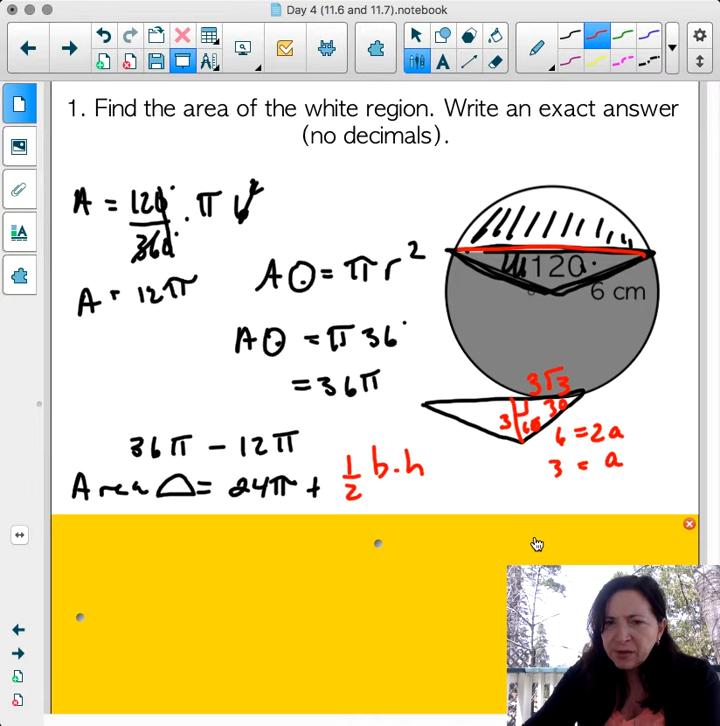 Day 4 (11.6 and 11.7).notebook
1. Find the area of the white region. Write an exact answer
(no decimals).
A = 120°/360° · π 6²
A = 12π
A⊙ = πr²
A⊙ = π36
= 36π
36π − 12π
Area △ = 24π + 1/2 b·h
120°
6 cm
3√3
3
60
30
6 = 2a
3 = a